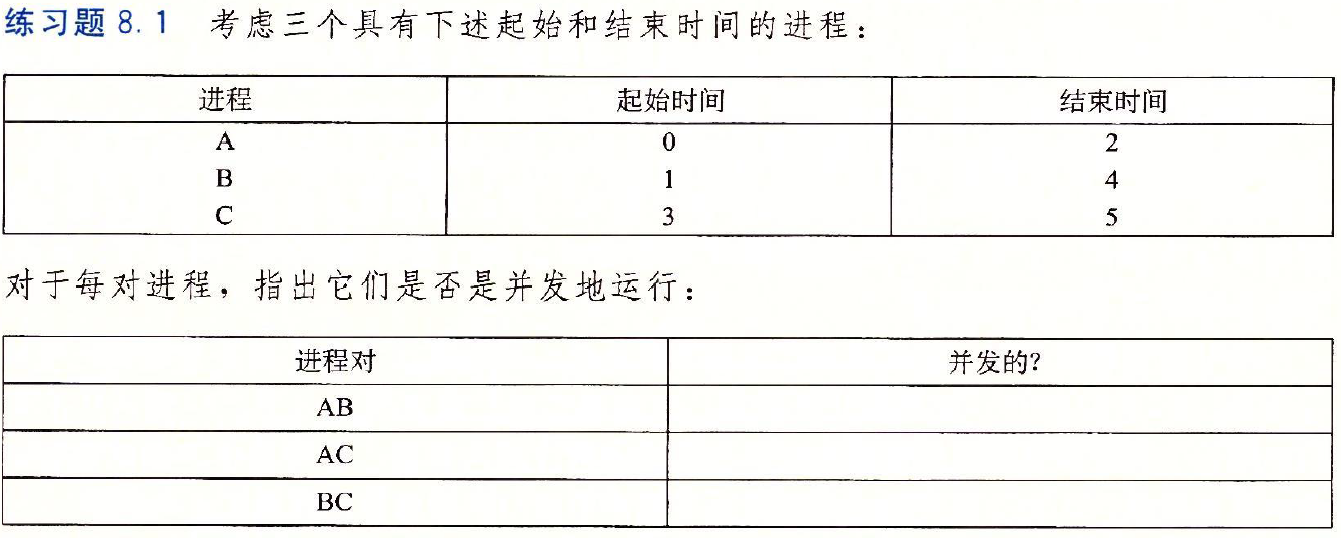 练习题 8.1 考虑三个具有下述起始和结束时间的进程：
进程 起始时间 结束时间
A 0 2
B 1 4
C 3 5
对于每对进程，指出它们是否是并发地运行：
进程对 并发的?
AB
AC
BC